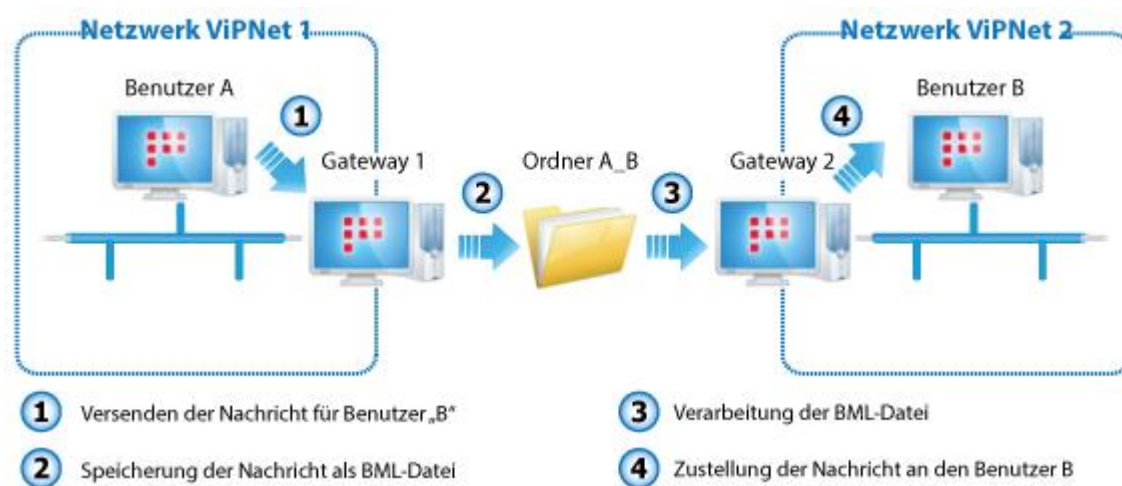 Netzwerk ViPNet 1
Netzwerk ViPNet 2
Benutzer A
Benutzer B
1
4
Gateway 1
Ordner A_B
Gateway 2
2
3
1 Versenden der Nachricht für Benutzer „B“
2 Speicherung der Nachricht als BML-Datei
3 Verarbeitung der BML-Datei
4 Zustellung der Nachricht an den Benutzer B